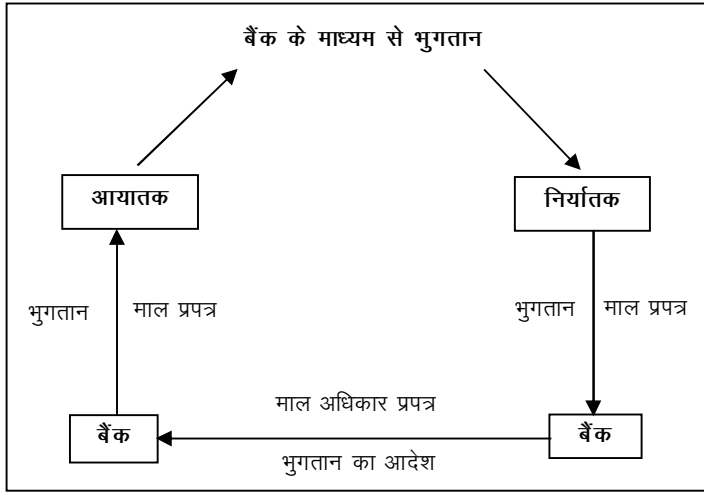 बैंक के माध्यम से भुगतान
आयातक
निर्यातक
भुगतान
माल प्रपत्र
भुगतान
माल प्रपत्र
माल अधिकार प्रपत्र
बैंक
बैंक
भुगतान का आदेश